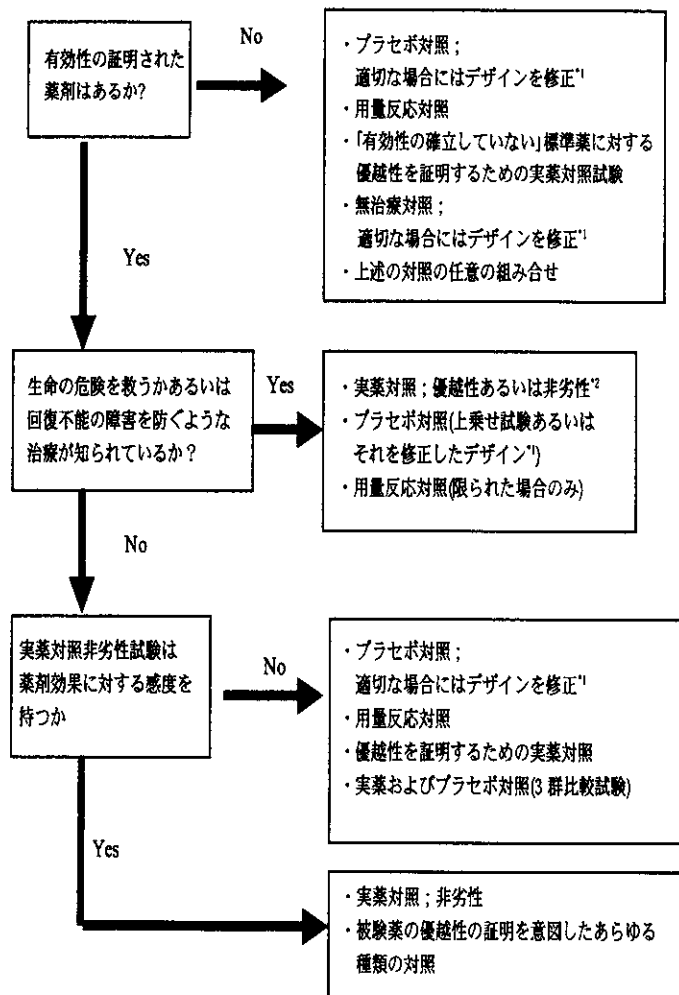 有効性の証明された
薬剤はあるか?
No
・プラセボ対照；
適切な場合にはデザインを修正*1
・用量反応対照
・「有効性の確立していない」標準薬に対する
優越性を証明するための実薬対照試験
・無治療対照；
適切な場合にはデザインを修正*1
・上述の対照の任意の組み合せ
Yes
生命の危険を救うかあるいは
回復不能の障害を防ぐような
治療が知られているか？
Yes
・実薬対照；優越性あるいは非劣性*2
・プラセボ対照(上乗せ試験あるいは
それを修正したデザイン*1)
・用量反応対照(限られた場合のみ)
No
実薬対照非劣性試験は
薬剤効果に対する感度を
持つか
No
・プラセボ対照；
適切な場合にはデザインを修正*1
・用量反応対照
・優越性を証明するための実薬対照
・実薬およびプラセボ対照(3 群比較試験)
Yes
・実薬対照；非劣性
・被験薬の優越性の証明を意図したあらゆる
種類の対照